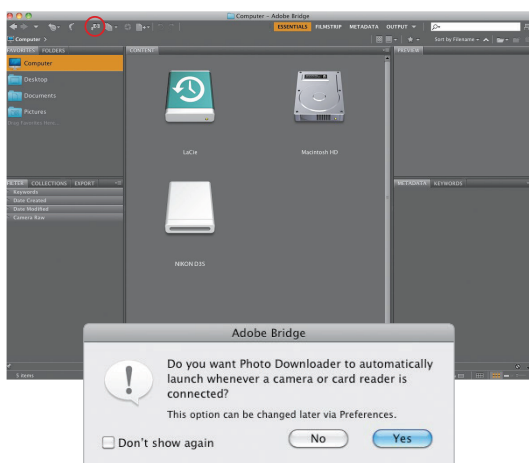 Computer – Adobe Bridge
ESSENTIALS FILMSTRIP METADATA OUTPUT
Computer >
Sort by Filename
FAVORITES FOLDERS
CONTENT
PREVIEW
Computer
Desktop
Documents
Pictures
Drag Favorites Here...
LaCie
Macintosh HD
FILTER COLLECTIONS EXPORT
METADATA KEYWORDS
Keywords
Date Created
Date Modified
Camera Raw
NIKON D3S
5 items
Adobe Bridge
Do you want Photo Downloader to automatically
launch whenever a camera or card reader is
connected?
This option can be changed later via Preferences.
Don't show again
No
Yes